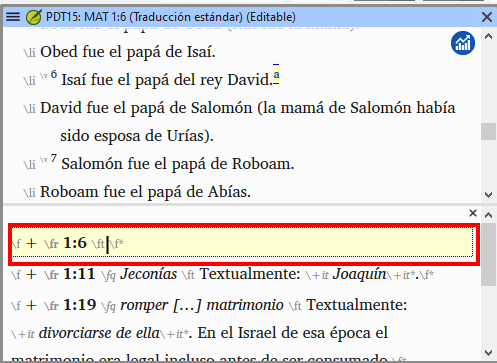 PDT15: MAT 1:6 (Traducción estándar) (Editable)
\li Obed fue el papá de Isaí.
\li \v 6 Isaí fue el papá del rey David.a
\li David fue el papá de Salomón (la mamá de Salomón había
sido esposa de Urías).
\li \v 7 Salomón fue el papá de Roboam.
\li Roboam fue el papá de Abías.
\f + \fr 1:6 \ft \f*
\f + \fr 1:11 \fq Jeconías \ft Textualmente: \+it Joaquín\+it*.\f*
\f + \fr 1:19 \fq romper [...] matrimonio \ft Textualmente:
\+it divorciarse de ella\+it*. En el Israel de esa época el
matrimonio era legal incluso antes de ser consumado.\f*